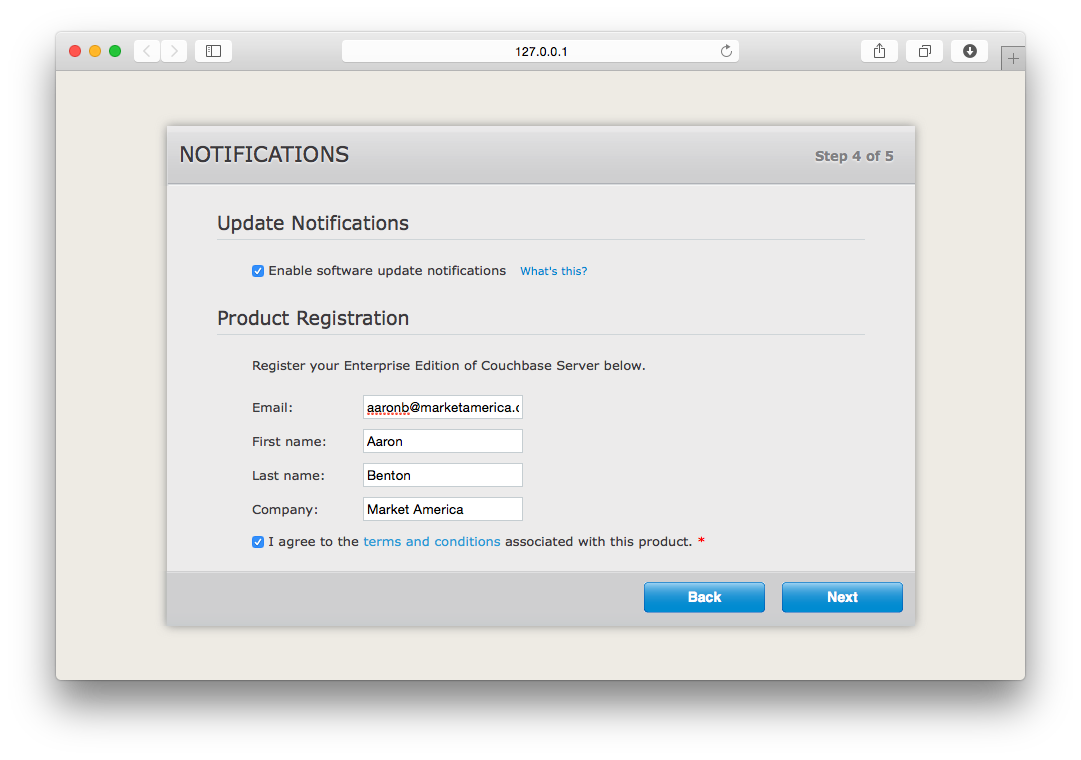 127.0.0.1
NOTIFICATIONS
Step 4 of 5
Update Notifications
Enable software update notifications What's this?
Product Registration
Register your Enterprise Edition of Couchbase Server below.
Email: aaronb@marketamerica.c
First name: Aaron
Last name: Benton
Company: Market America
I agree to the terms and conditions associated with this product. *
Back Next